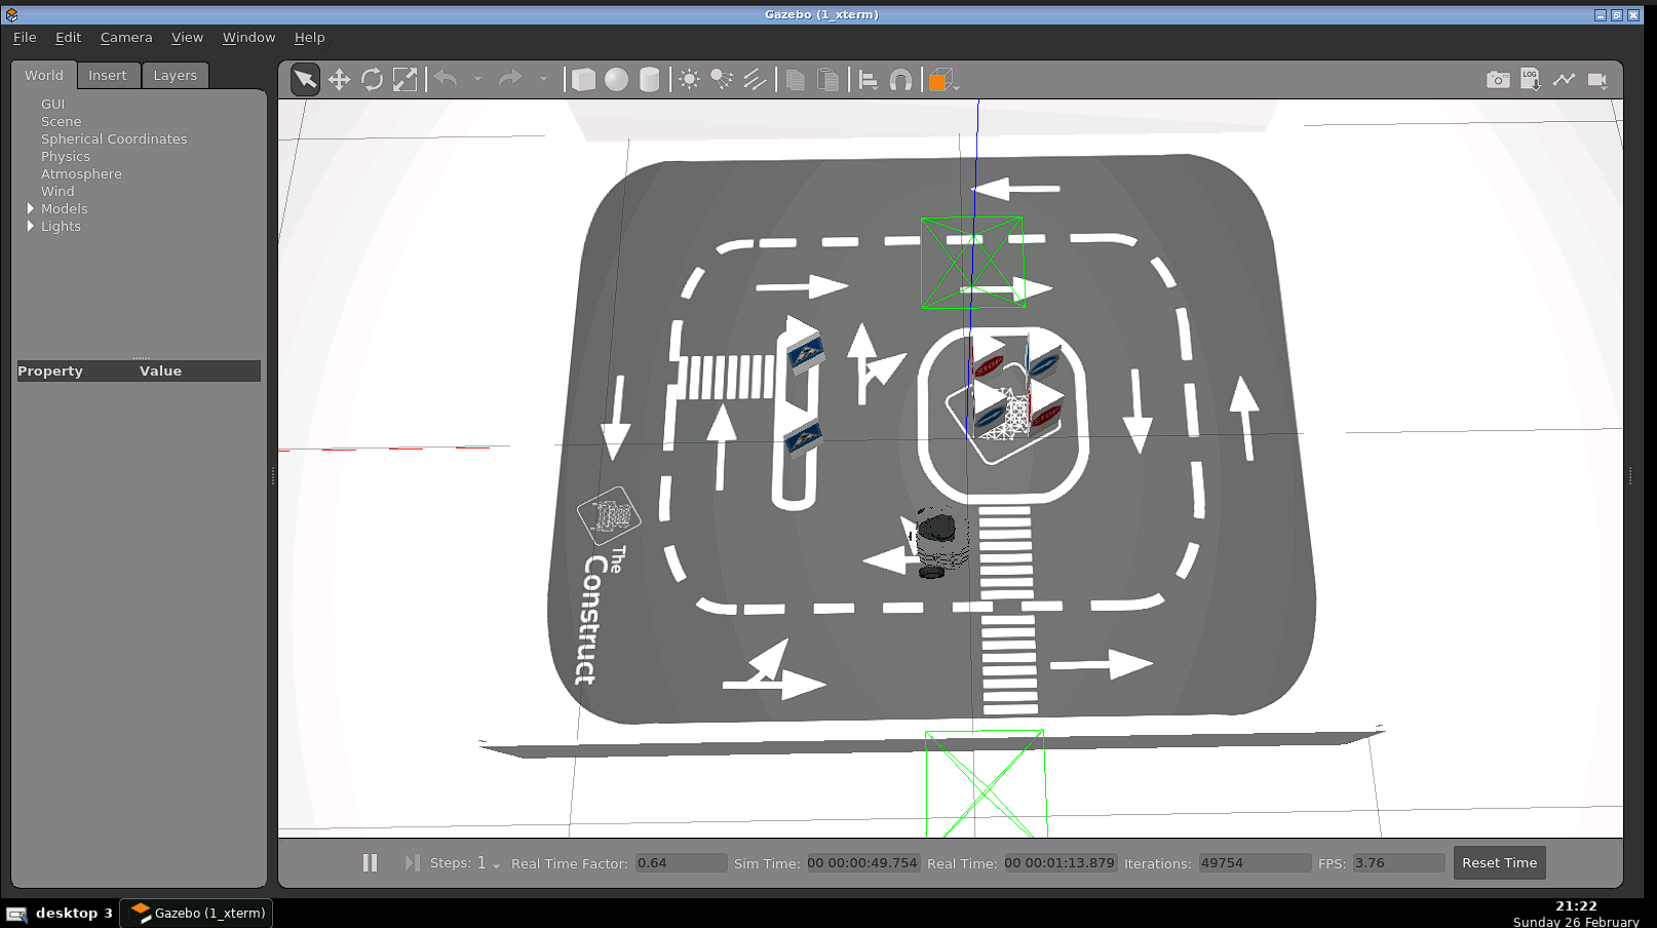 Gazebo (1_xterm)
File Edit Camera View Window Help
World Insert Layers
LOG
GUI
Scene
Spherical Coordinates
Physics
Atmosphere
Wind
Models
Lights
Property Value
STOP
STOP
The
Construct
Steps: 1 Real Time Factor: 0.64 Sim Time: 00 00:00:49.754 Real Time: 00 00:01:13.879 Iterations: 49754 FPS: 3.76 Reset Time
desktop 3 Gazebo (1_xterm) 21:22
Sunday 26 February